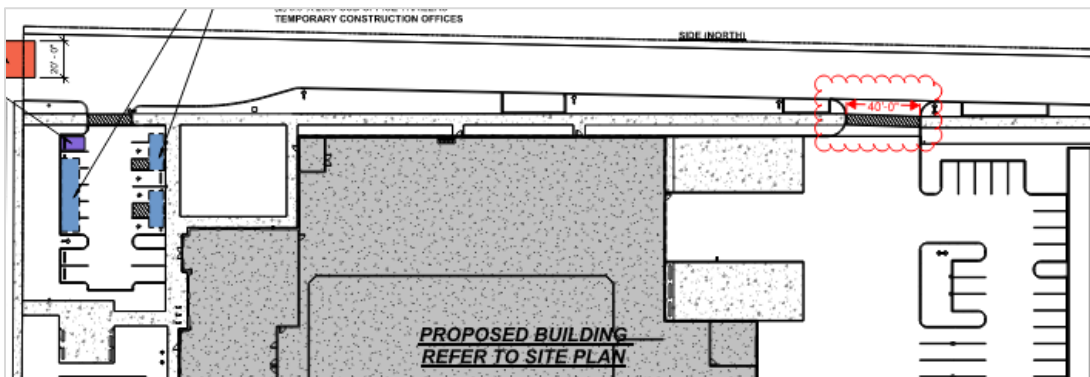 TEMPORARY CONSTRUCTION OFFICES
SIDE (NORTH)
20'-0"
40'-0"
PROPOSED BUILDING
REFER TO SITE PLAN